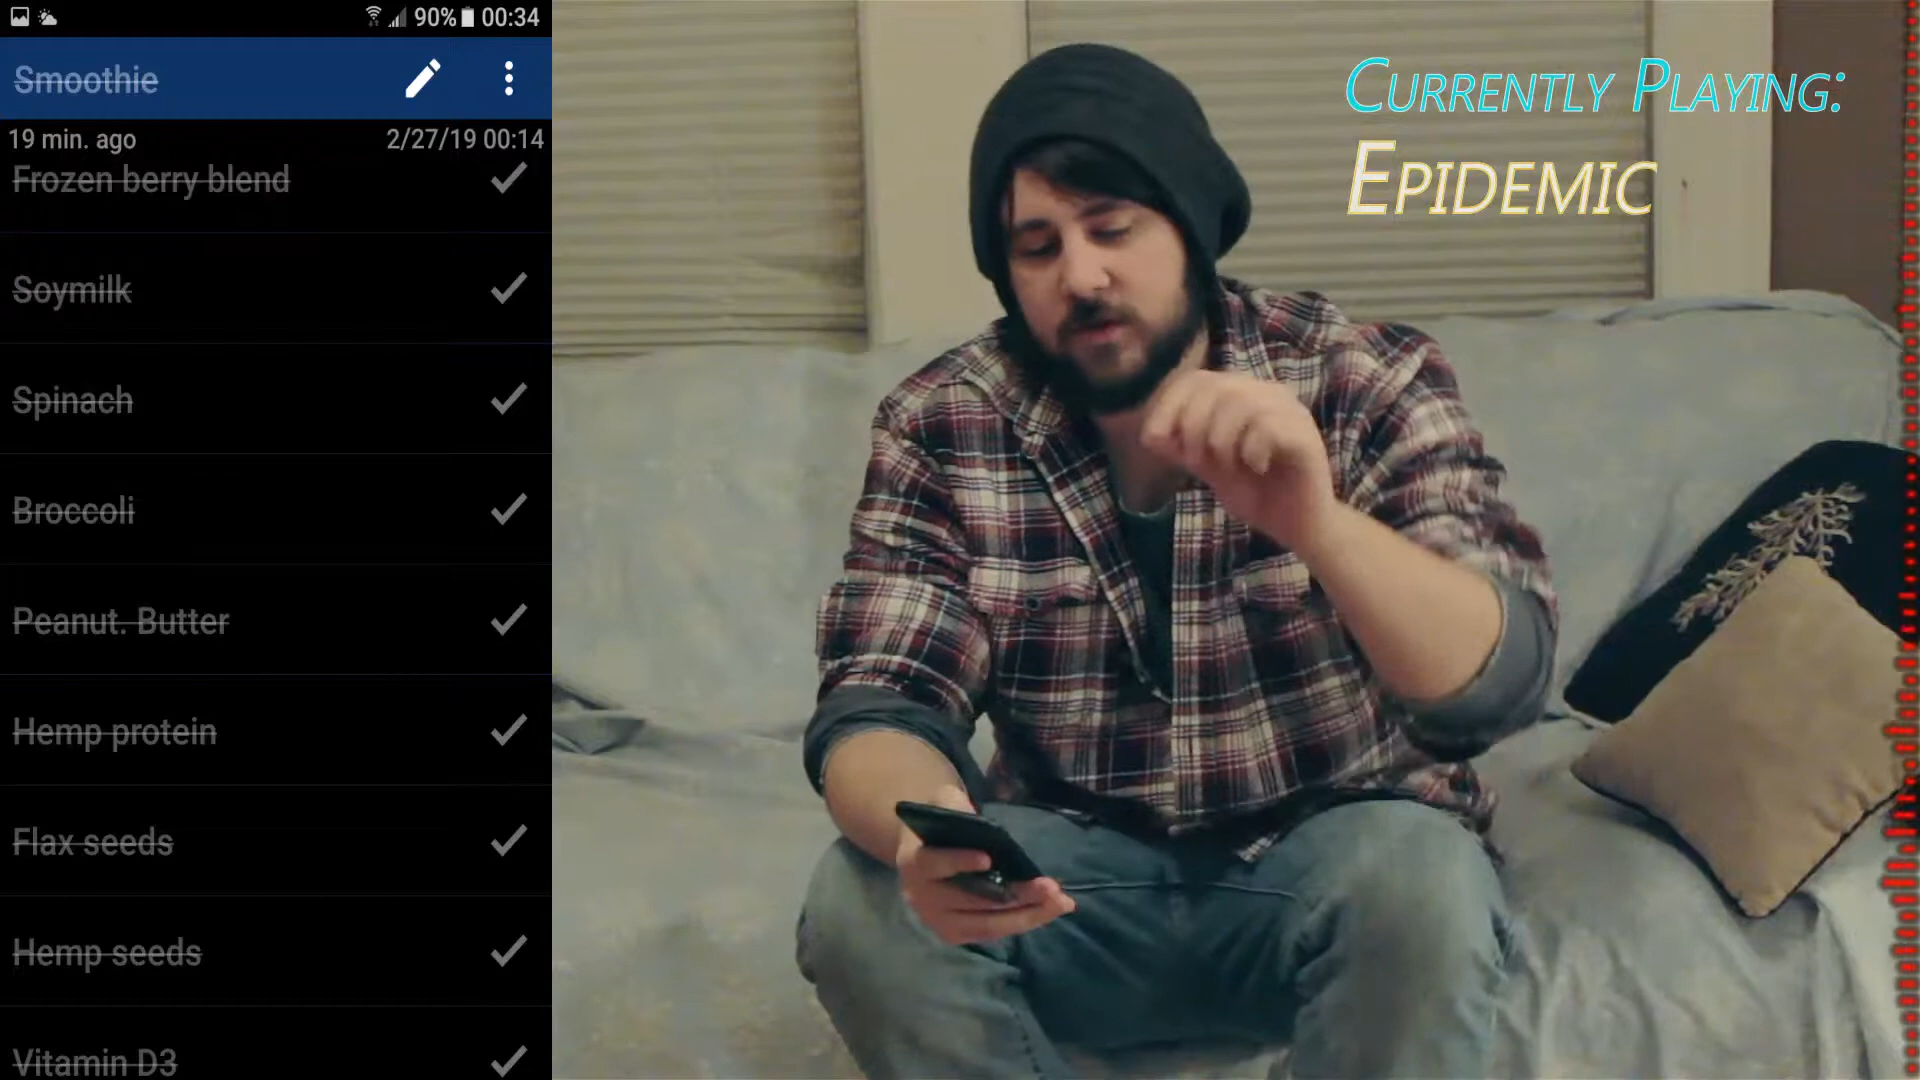 90% 00:34
Smoothie
19 min. ago 2/27/19 00:14
Frozen berry blend
Soymilk
Spinach
Broccoli
Peanut. Butter
Hemp protein
Flax seeds
Hemp seeds
Vitamin D3
Currently Playing:
Epidemic